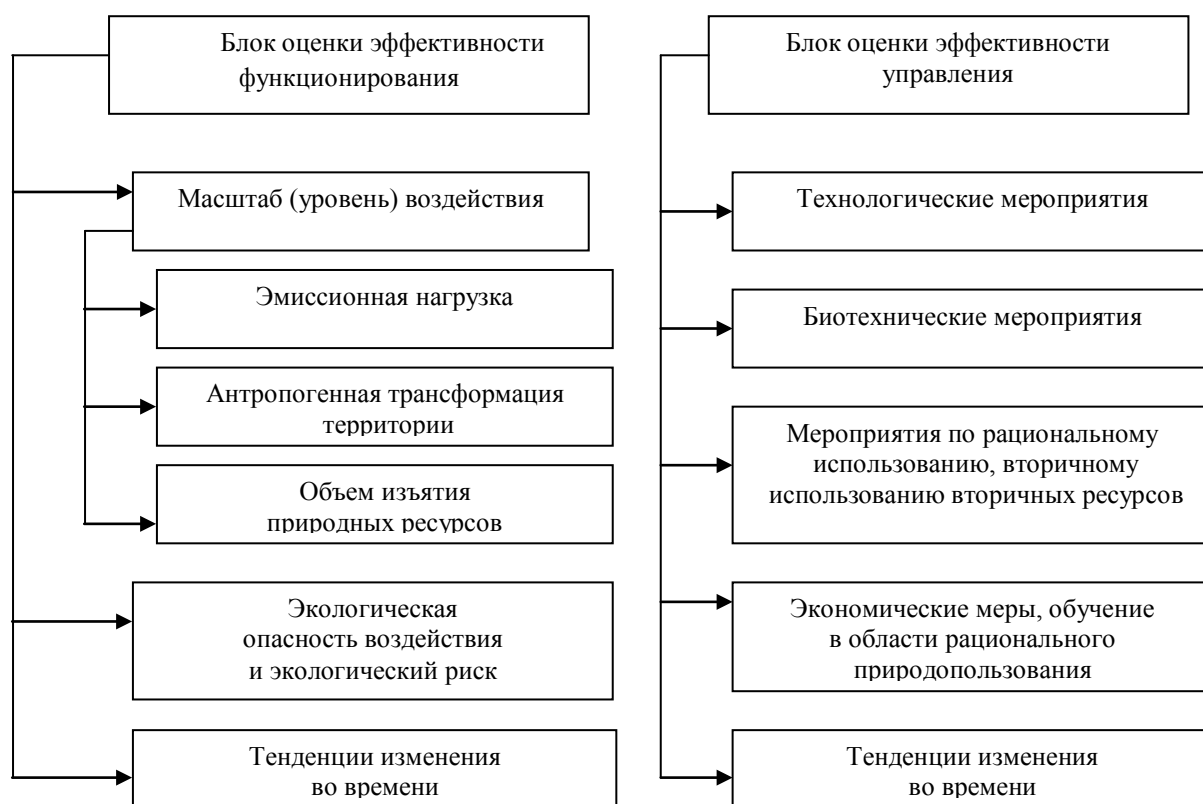 Блок оценки эффективности
функционирования
Масштаб (уровень) воздействия
Эмиссионная нагрузка
Антропогенная трансформация
территории
Объем изъятия
природных ресурсов
Экологическая
опасность воздействия
и экологический риск
Тенденции изменения
во времени
Блок оценки эффективности
управления
Технологические мероприятия
Биотехнические мероприятия
Мероприятия по рациональному
использованию, вторичному
использованию вторичных ресурсов
Экономические меры, обучение
в области рационального
природопользования
Тенденции изменения
во времени